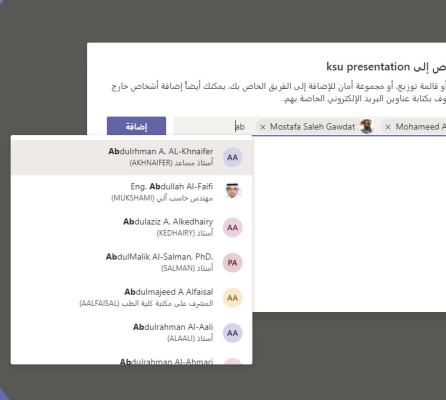 ص إلى ksu presentation
أو قائمة توزيع، أو مجموعة أمان للإضافة إلى الفريق الخاص بك. يمكنك أيضاً إضافة أشخاص خارج
وف بكتابة عناوين البريد الإلكتروني الخاصة بهم.
Mohameed A × Mostafa Saleh Gawdat × ab إضافة
Abdulrhman A. AL-Khnaifer AA
أستاذ مساعد (AKHNAIFER)
Eng. Abdullah Al-Faifi
مهندس حاسب آلي (MUKSHAMI)
Abdulaziz A. Alkedhairy AA
أستاذ (KEDHAIRY)
AbdulMalik Al-Salman, PhD. PA
أستاذ (SALMAN)
Abdulmajeed A Alfaisal AA
المشرف على مكتبة كلية الطب (AALFAISAL)
Abdulrahman Al-Aali AA
أستاذ (ALAALI)
Abdulrahman Al-Ahmari